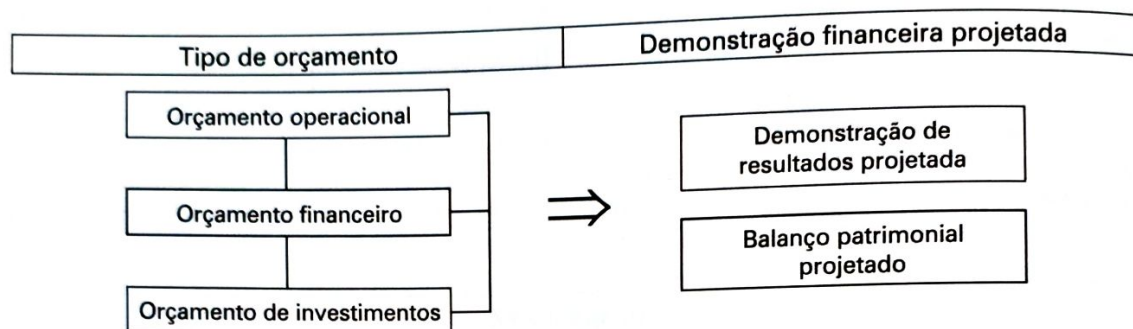 Tipo de orçamento
Demonstração financeira projetada
Orçamento operacional
Orçamento financeiro
Orçamento de investimentos
Demonstração de
resultados projetada
Balanço patrimonial
projetado